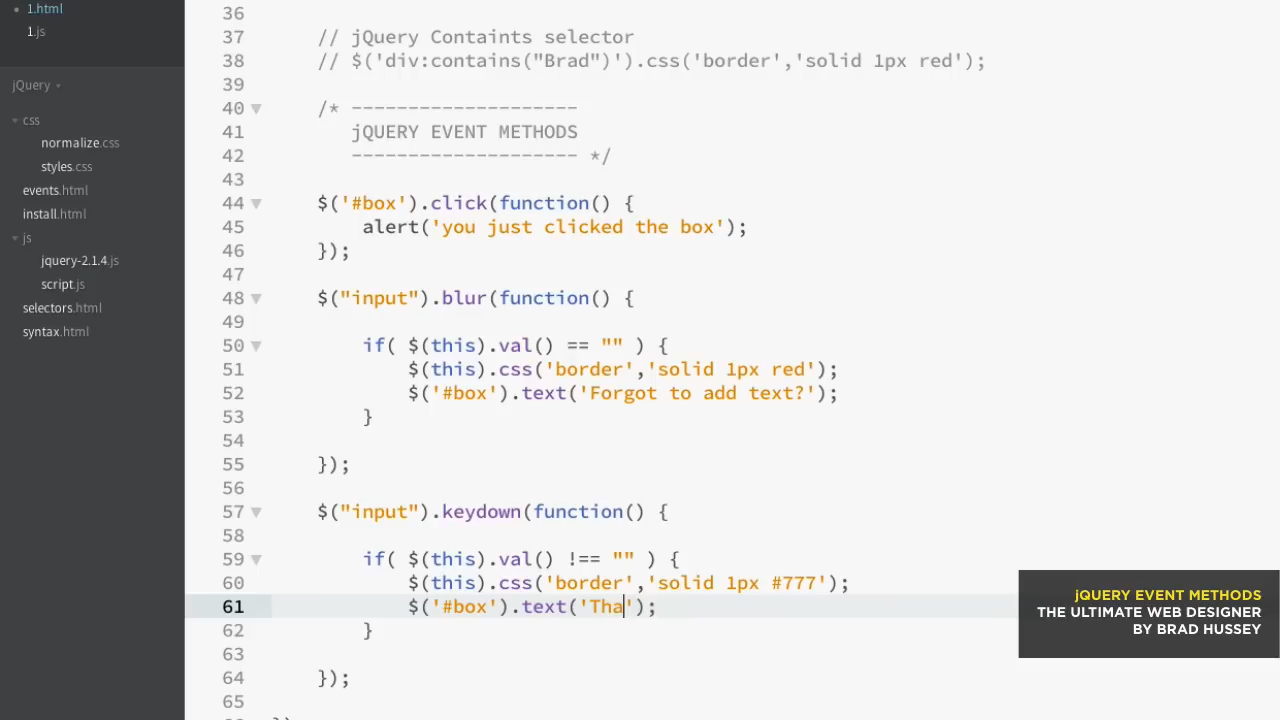 1.html
1.js
jQuery
css
normalize.css
styles.css
events.html
install.html
js
jquery-2.1.4.js
script.js
selectors.html
syntax.html
36
37 // jQuery Containts selector
38 // $('div:contains("Brad")').css('border','solid 1px red');
39
40 /* --------------------
41 jQUERY EVENT METHODS
42 -------------------- */
43
44 $('#box').click(function() {
45 alert('you just clicked the box');
46 });
47
48 $("input").blur(function() {
49
50 if( $(this).val() == "" ) {
51 $(this).css('border','solid 1px red');
52 $('#box').text('Forgot to add text?');
53 }
54
55 });
56
57 $("input").keydown(function() {
58
59 if( $(this).val() !== "" ) {
60 $(this).css('border','solid 1px #777');
61 $('#box').text('Tha');
62 }
63
64 });
65
jQUERY EVENT METHODS
THE ULTIMATE WEB DESIGNER
BY BRAD HUSSEY